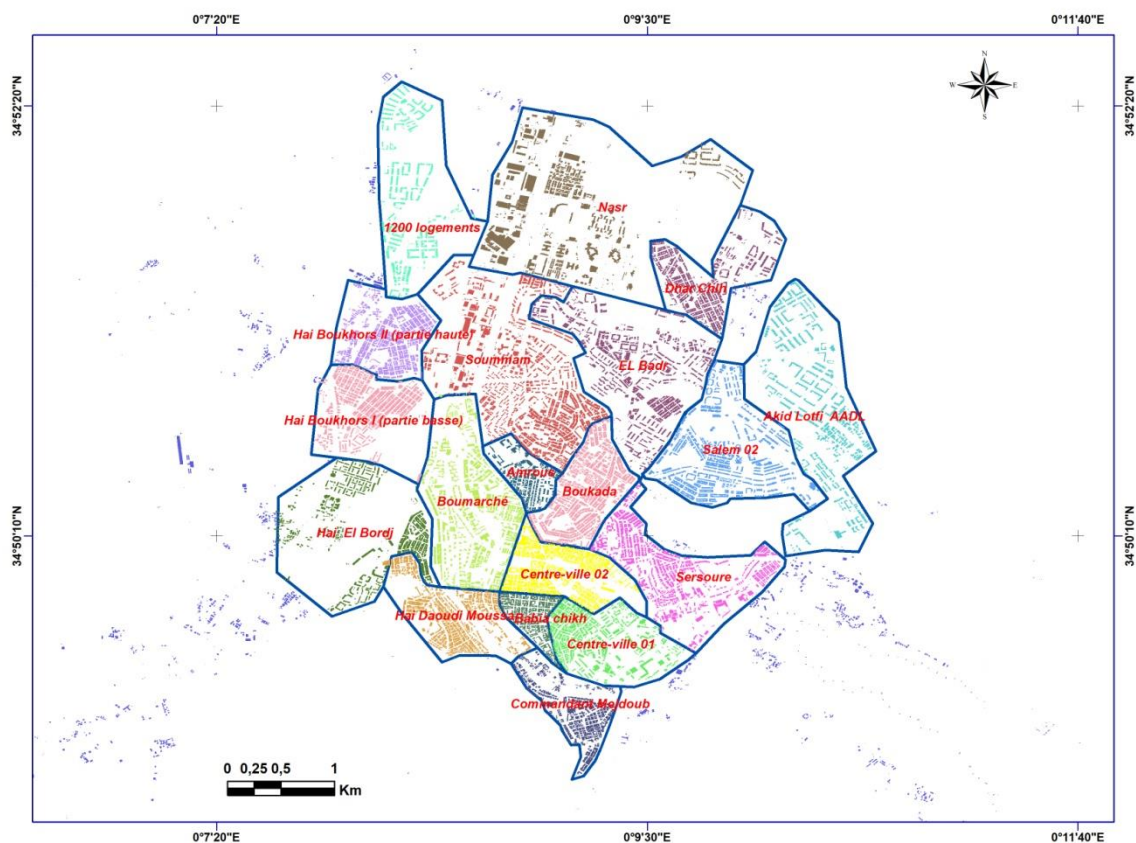 0°7'20"E
0°9'30"E
0°11'40"E
34°52'20"N
34°52'20"N
N
W
E
S
Nasr
1200 logements
Dhar Chih
Hai Boukhors II (partie haute)
Soummam
EL Badr
Hai Boukhors I (partie basse)
Akid Lotfi AADL
Salem 02
Amrous
Boukada
Boumarché
34°50'10"N
34°50'10"N
Hai El Bordj
Centre-ville 02
Sersoure
Hai Daoudi Moussa
Babia chikh
Centre-ville 01
Commandant Mejdoub
0 0,25 0,5 1
Km
0°7'20"E
0°9'30"E
0°11'40"E